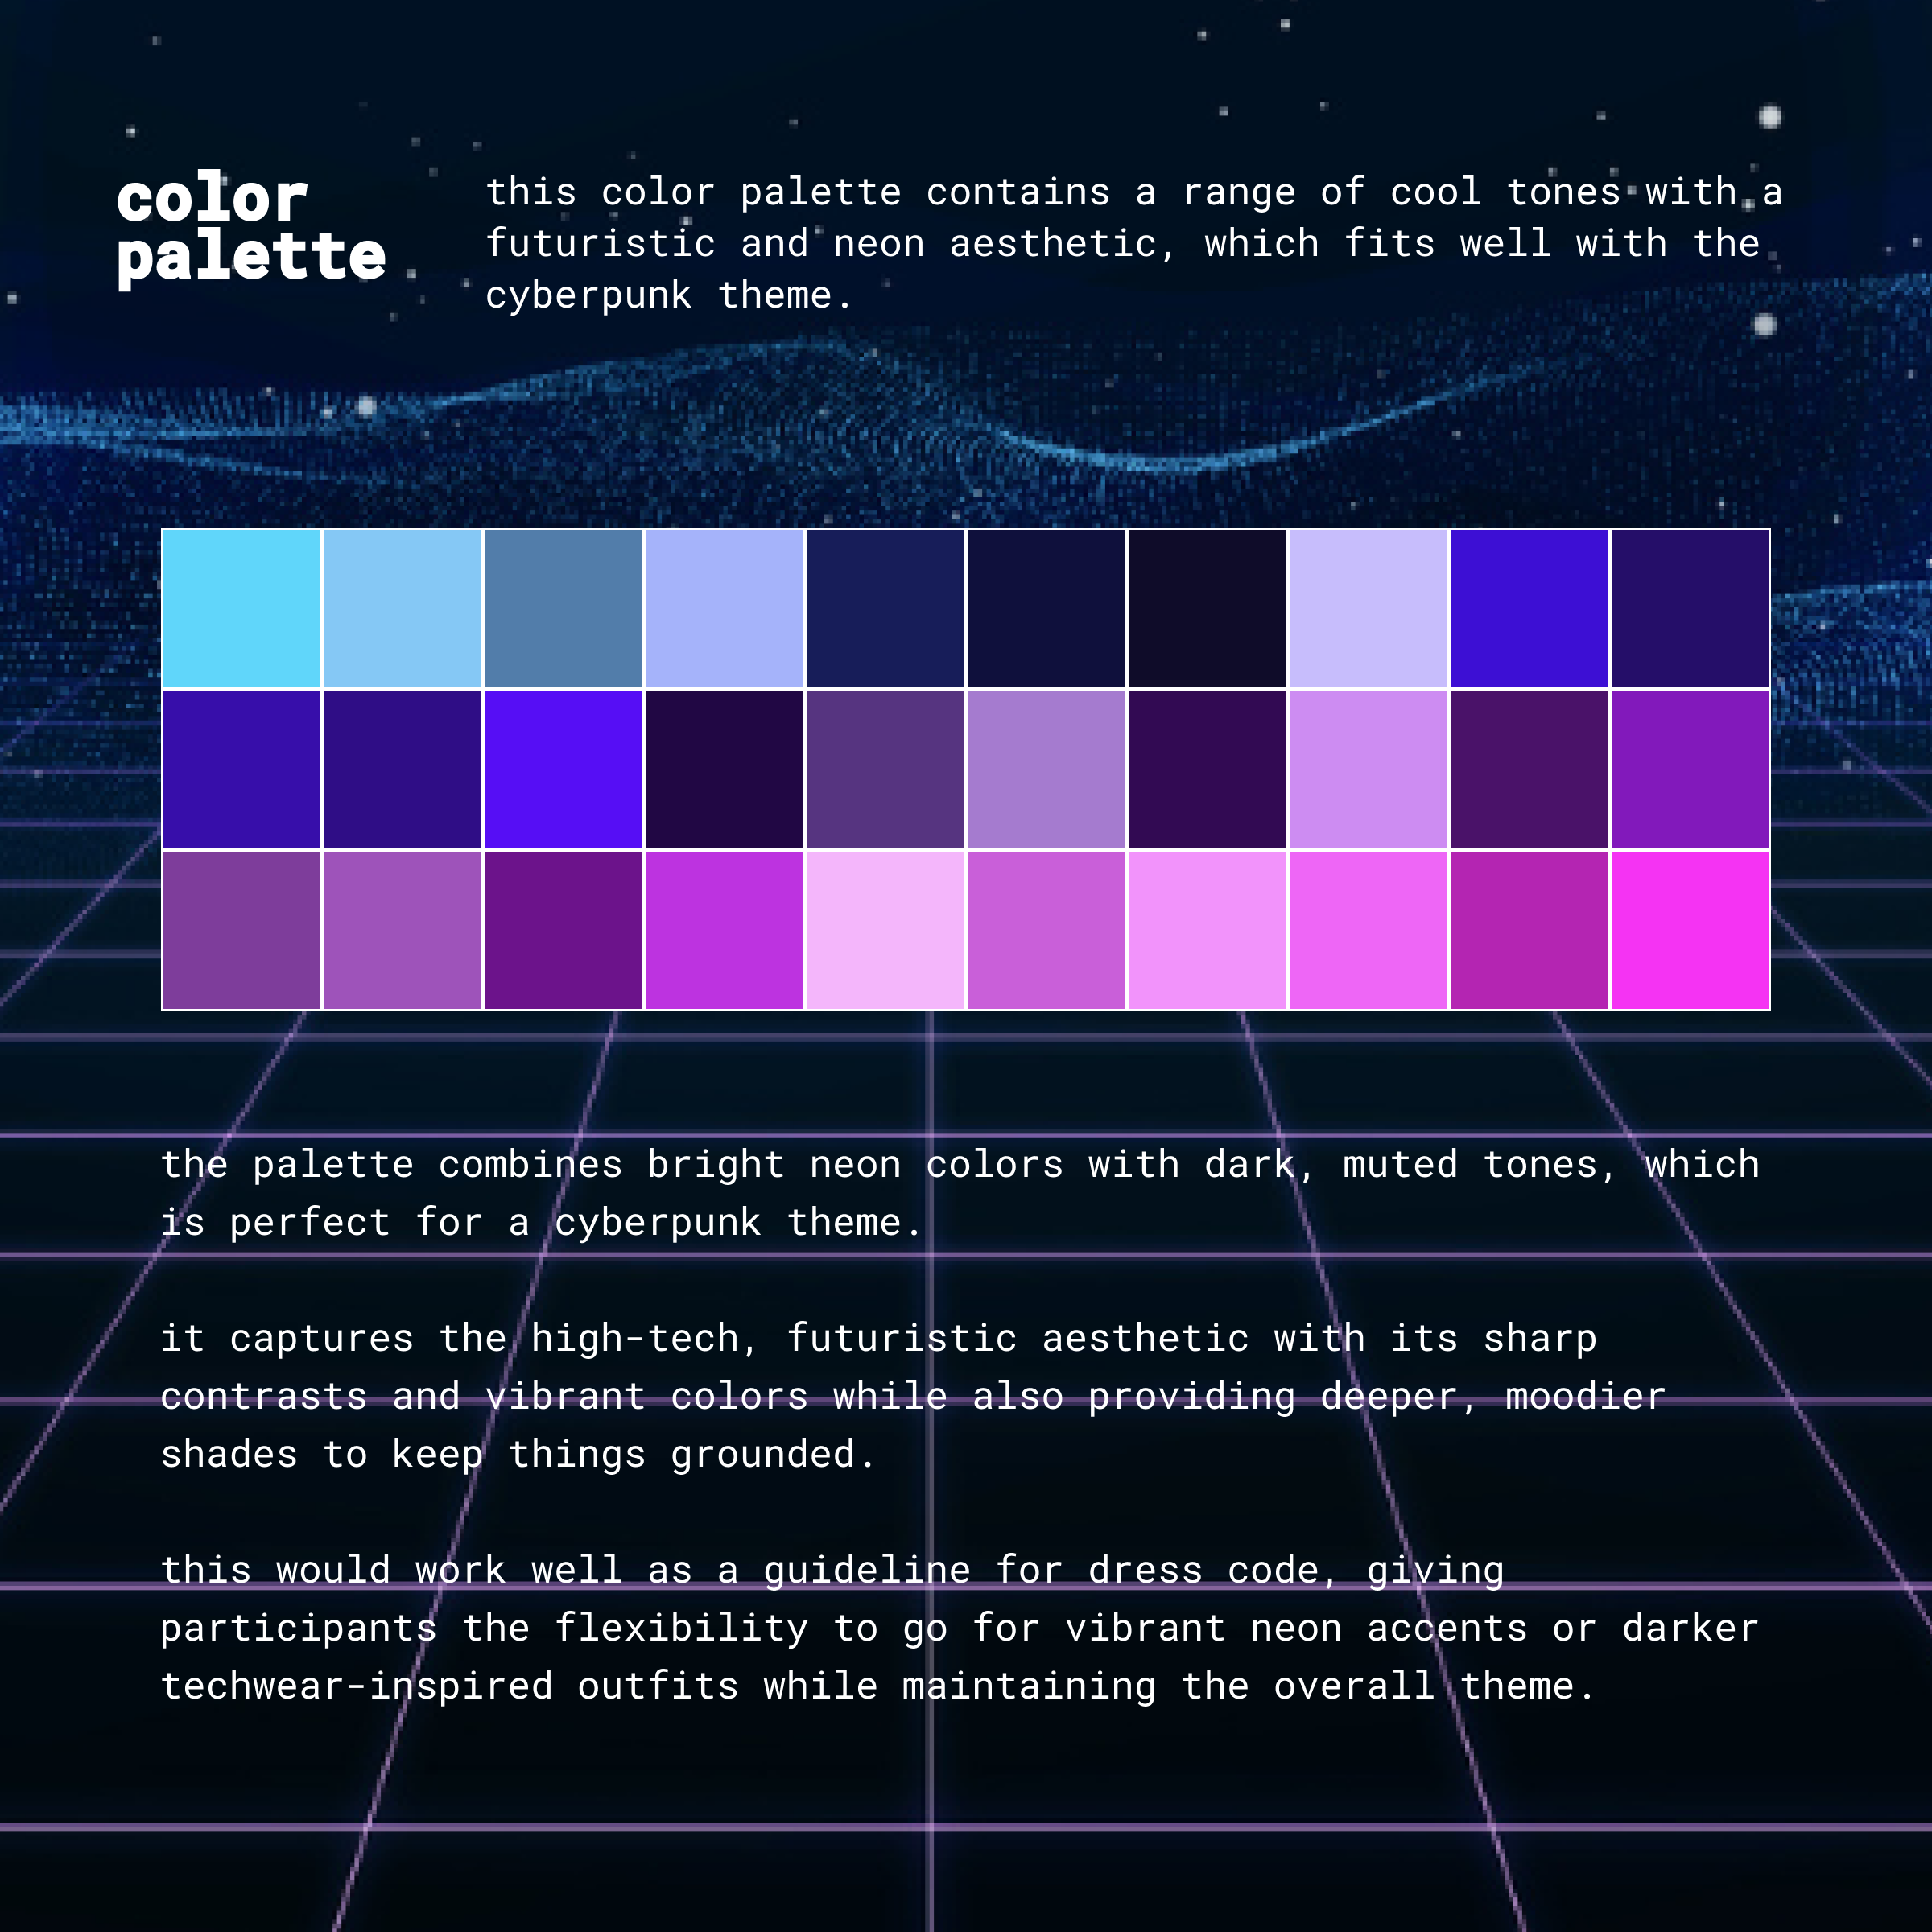 color
palette
this color palette contains a range of cool tones with a
futuristic and neon aesthetic, which fits well with the
cyberpunk theme.
the palette combines bright neon colors with dark, muted tones, which
is perfect for a cyberpunk theme.
it captures the high-tech, futuristic aesthetic with its sharp
contrasts and vibrant colors while also providing deeper, moodier
shades to keep things grounded.
this would work well as a guideline for dress code, giving
participants the flexibility to go for vibrant neon accents or darker
techwear-inspired outfits while maintaining the overall theme.